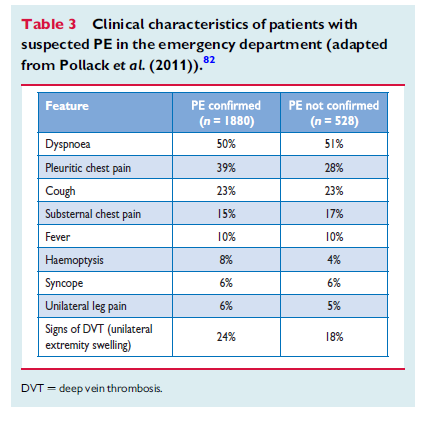 Table 3 Clinical characteristics of patients with
suspected PE in the emergency department (adapted
from Pollack et al. (2011)).82
Feature PE confirmed (n = 1880) PE not confirmed (n = 528)
Dyspnoea 50% 51%
Pleuritic chest pain 39% 28%
Cough 23% 23%
Substernal chest pain 15% 17%
Fever 10% 10%
Haemoptysis 8% 4%
Syncope 6% 6%
Unilateral leg pain 6% 5%
Signs of DVT (unilateral extremity swelling) 24% 18%
DVT = deep vein thrombosis.